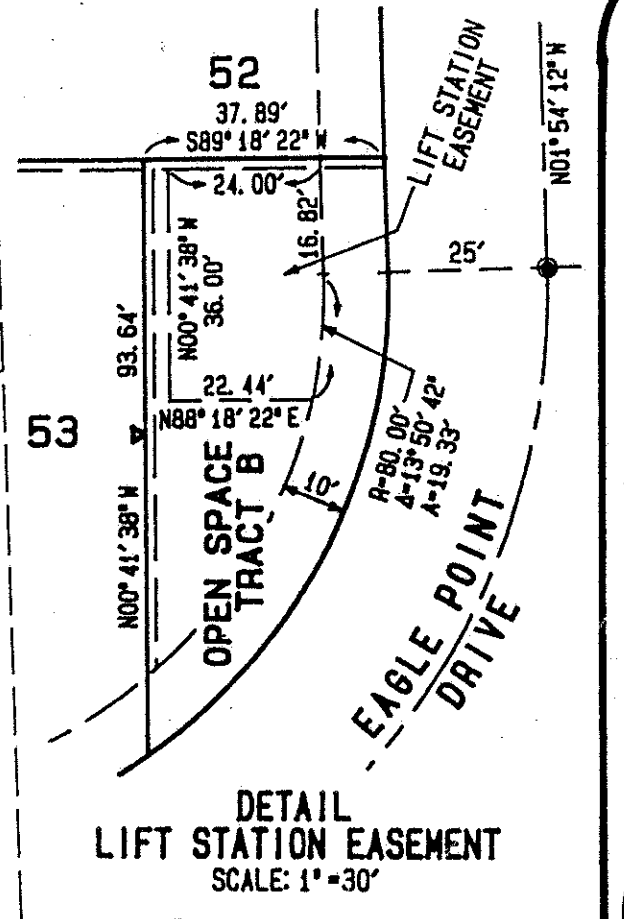 52
37.89'
S89°18'22"W
24.00'
LIFT STATION
EASEMENT
N01°54'12"W
16.82'
N00°41'38"W
36.00'
25'
93.64'
22.44'
N88°18'22"E
53
R=80.00'
Δ=13°50'42"
A=19.33'
OPEN SPACE
TRACT B
10'
N00°41'38"W
EAGLE POINT
DRIVE
DETAIL
LIFT STATION EASEMENT
SCALE: 1"=30'